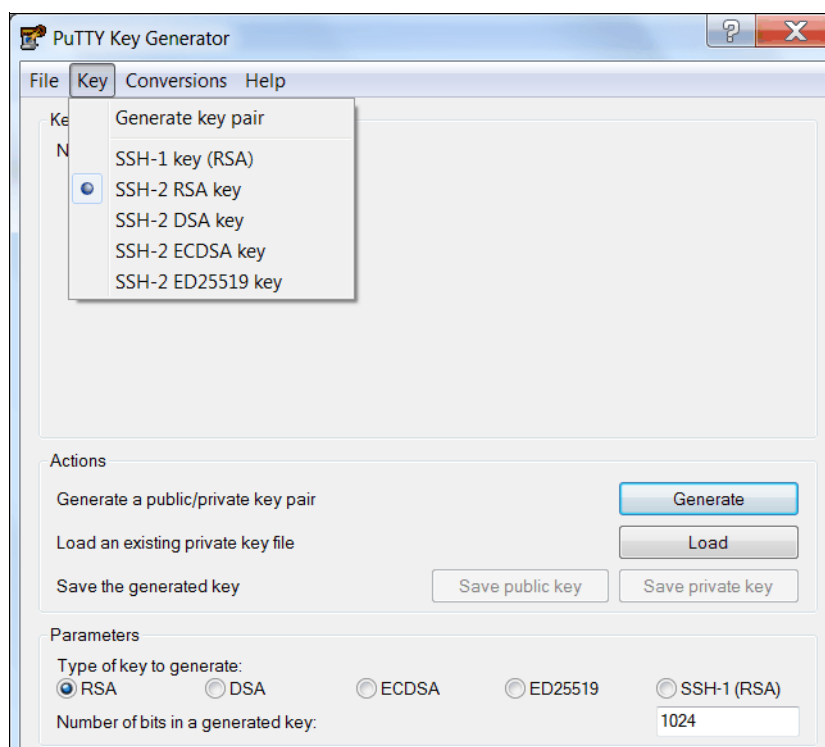 PuTTY Key Generator
File Key Conversions Help
Ke
Generate key pair
N
SSH-1 key (RSA)
SSH-2 RSA key
SSH-2 DSA key
SSH-2 ECDSA key
SSH-2 ED25519 key
Actions
Generate a public/private key pair Generate
Load an existing private key file Load
Save the generated key Save public key Save private key
Parameters
Type of key to generate:
RSA DSA ECDSA ED25519 SSH-1 (RSA)
Number of bits in a generated key: 1024